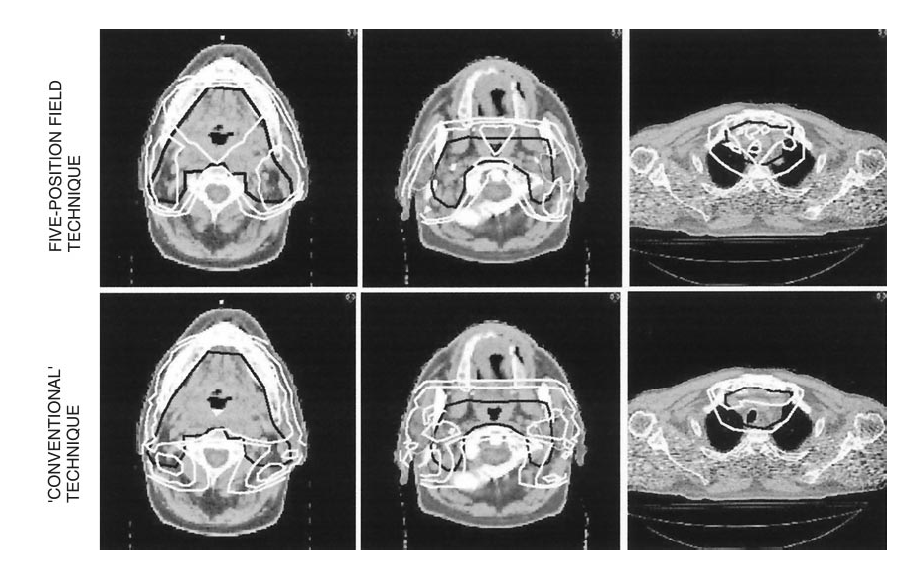 FIVE-POSITION FIELD
TECHNIQUE
'CONVENTIONAL'
TECHNIQUE